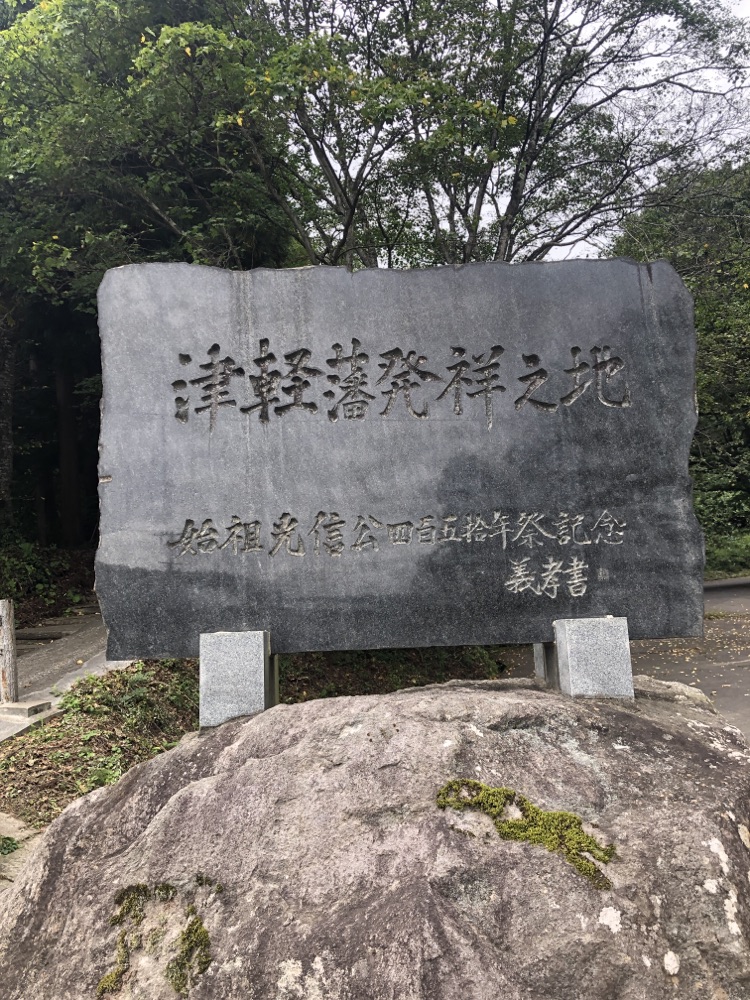 津軽藩発祥之地
始祖光信公四百五拾年祭記念
義孝書